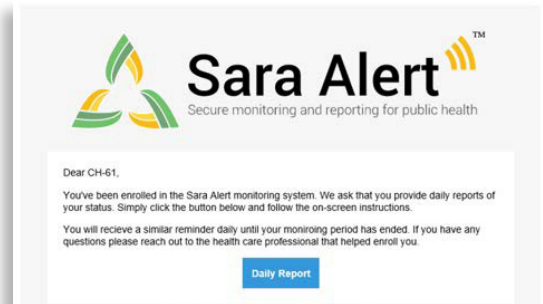 Sara Alert TM
Secure monitoring and reporting for public health
Dear CH-61,
You've been enrolled in the Sara Alert monitoring system. We ask that you provide daily reports of
your status. Simply click the button below and follow the on-screen instructions.
You will recieve a similar reminder daily until your moniroing period has ended. If you have any
questions please reach out to the health care professional that helped enroll you.
Daily Report